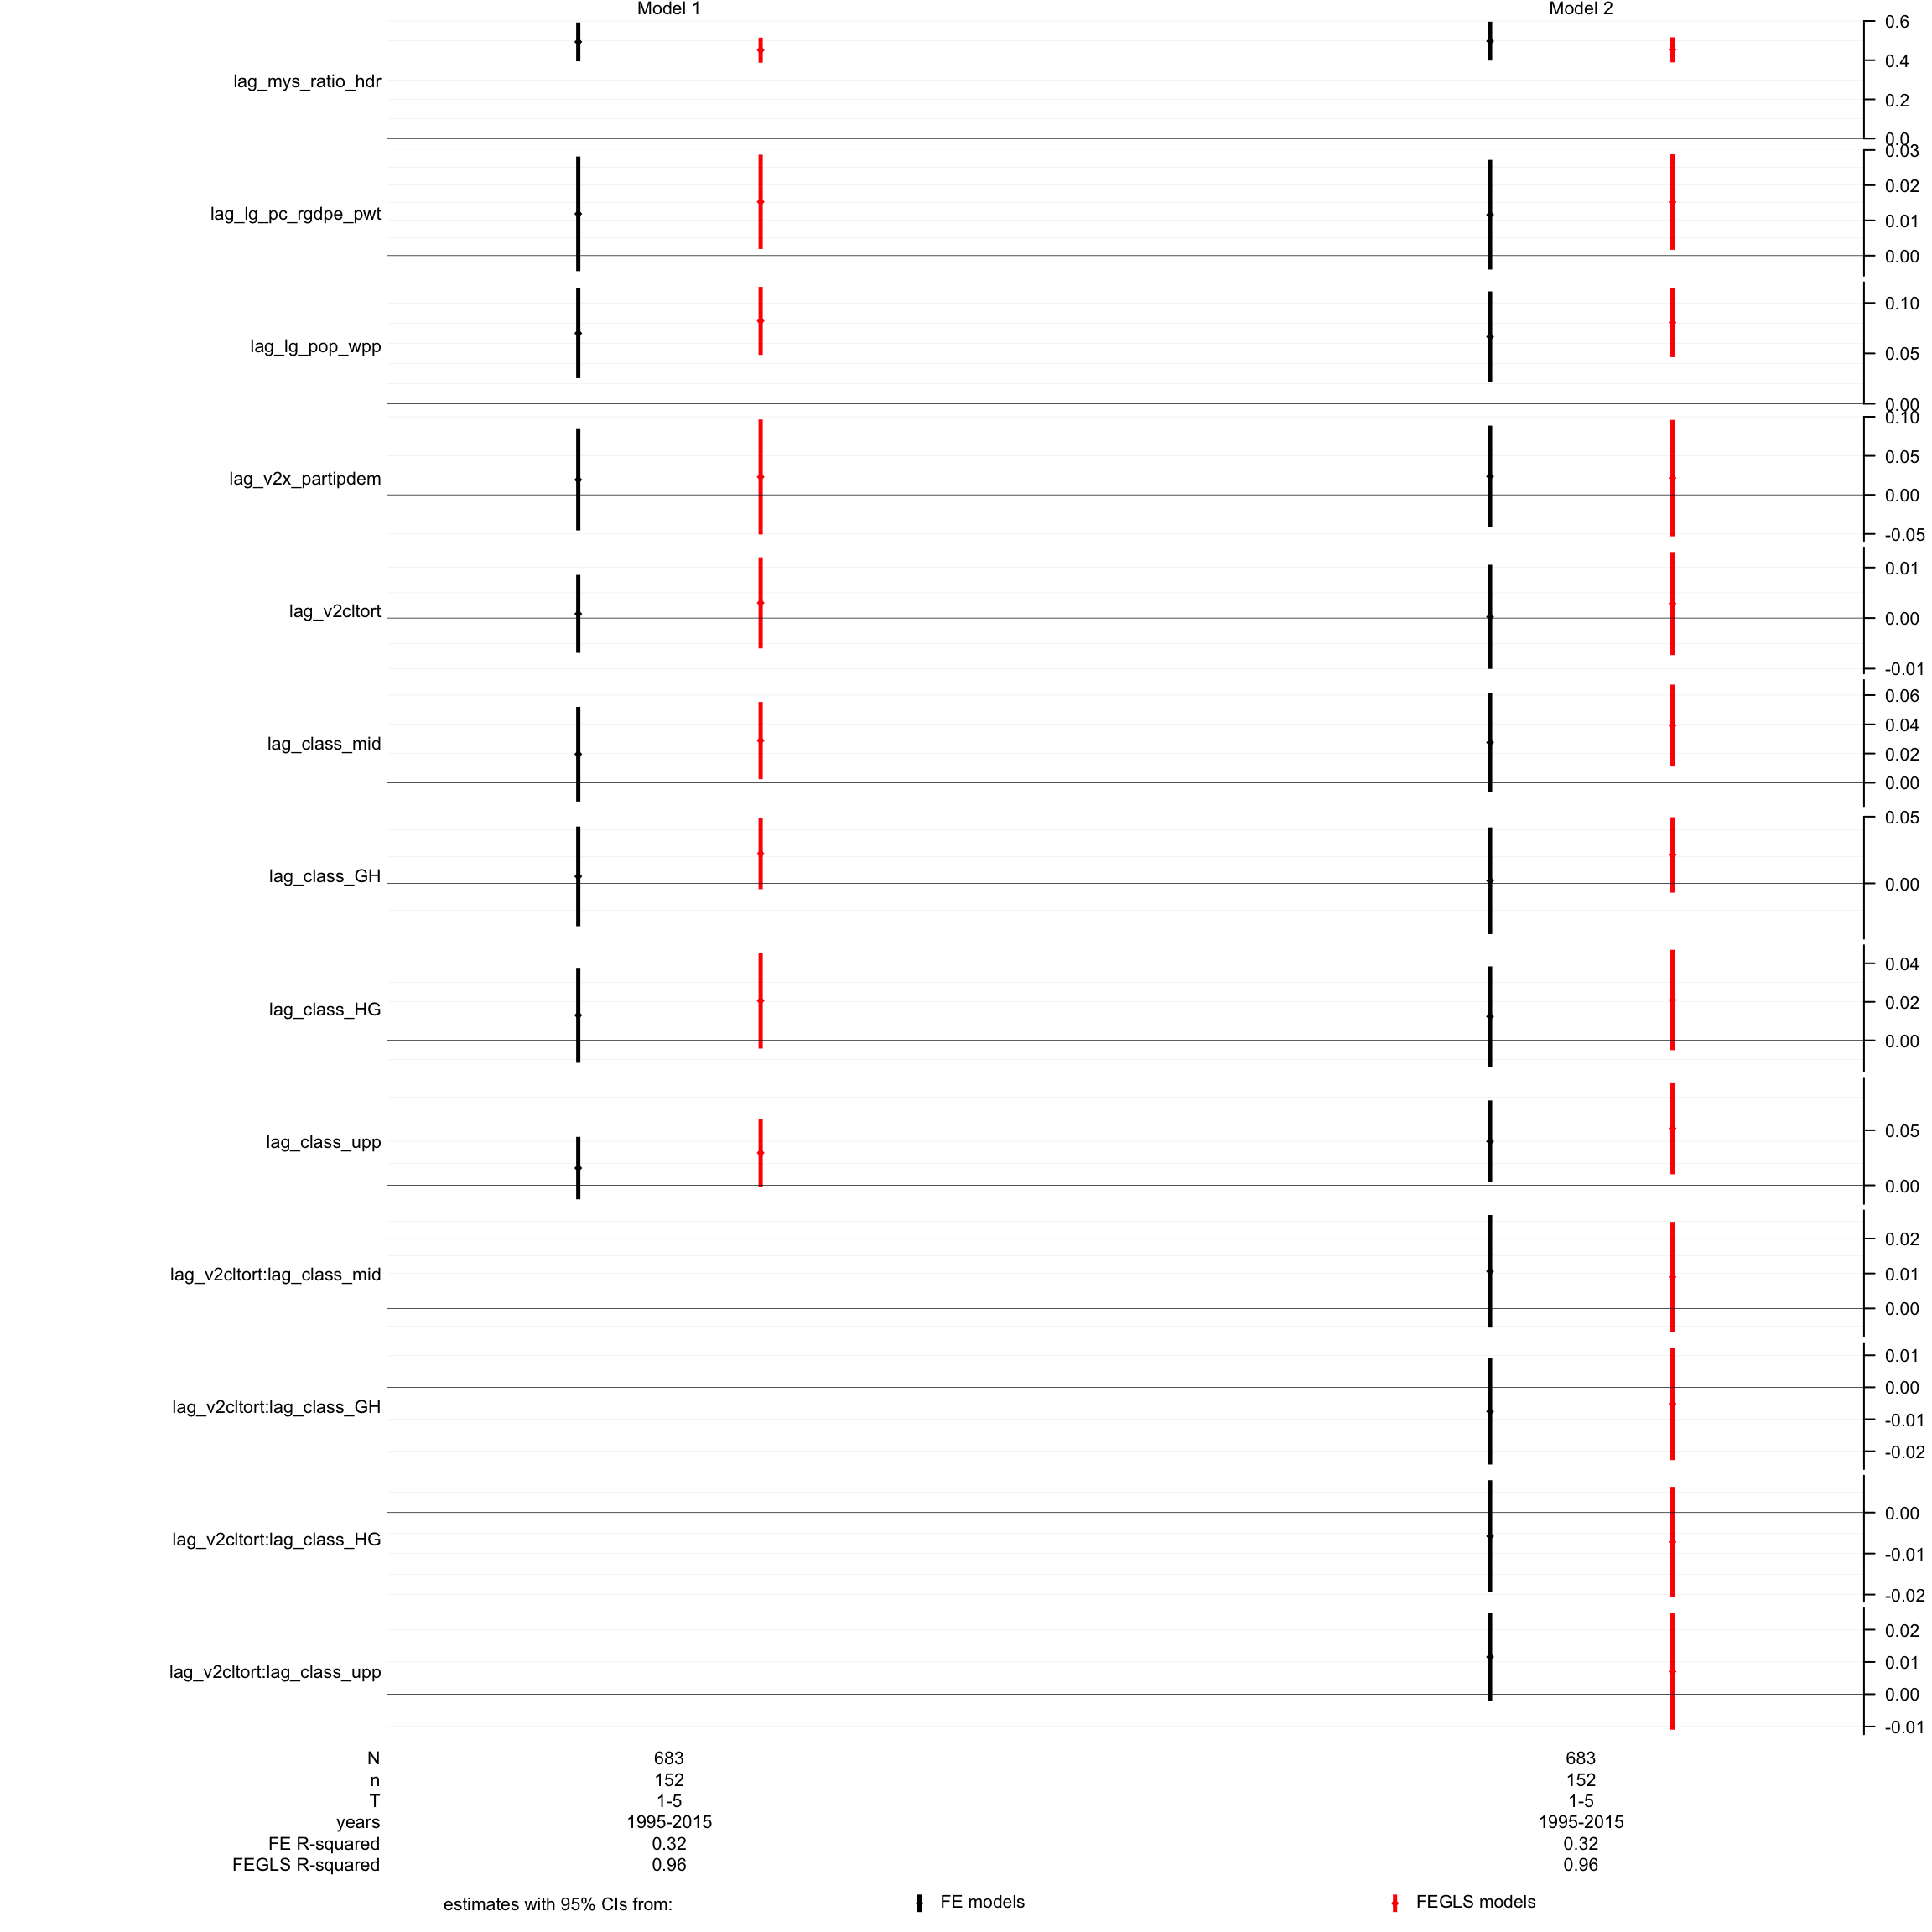 Model 1 Model 2
0.6
0.4
lag_mys_ratio_hdr
0.2
0.0
0.03
0.02
lag_lg_pc_rgdpe_pwt
0.01
0.00
0.10
lag_lg_pop_wpp
0.05
0.00
0.10
0.05
lag_v2x_partipdem
0.00
-0.05
0.01
lag_v2cltort
0.00
-0.01
0.06
0.04
lag_class_mid
0.02
0.00
0.05
lag_class_GH
0.00
0.04
0.02
lag_class_HG
0.00
0.05
lag_class_upp
0.00
0.02
lag_v2cltort:lag_class_mid
0.01
0.00
0.01
0.00
lag_v2cltort:lag_class_GH
-0.01
-0.02
0.00
lag_v2cltort:lag_class_HG
-0.01
-0.02
0.02
0.01
lag_v2cltort:lag_class_upp
0.00
-0.01
N 683 683
n 152 152
T 1-5 1-5
years 1995-2015 1995-2015
FE R-squared 0.32 0.32
FEGLS R-squared 0.96 0.96
estimates with 95% CIs from: FE models FEGLS models